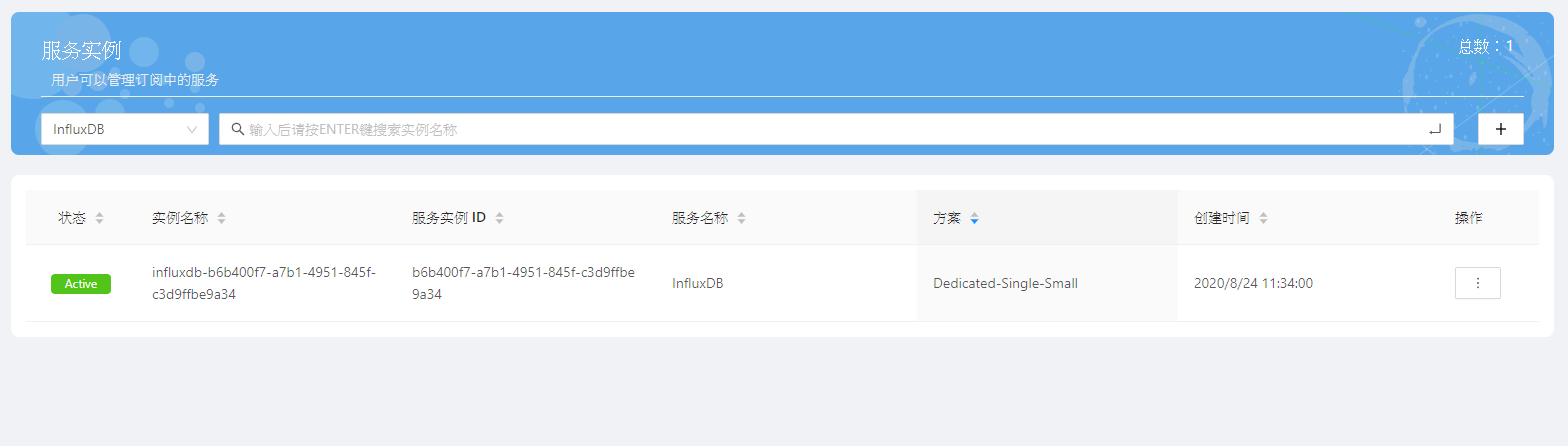 服务实例
总数：1
用户可以管理订阅中的服务
InfluxDB
输入后请按ENTER键搜索实例名称
状态 实例名称 服务实例 ID 服务名称 方案 创建时间 操作
Active influxdb-b6b400f7-a7b1-4951-845f- b6b400f7-a7b1-4951-845f-c3d9ffbe InfluxDB Dedicated-Single-Small 2020/8/24 11:34:00
c3d9ffbe9a34 9a34